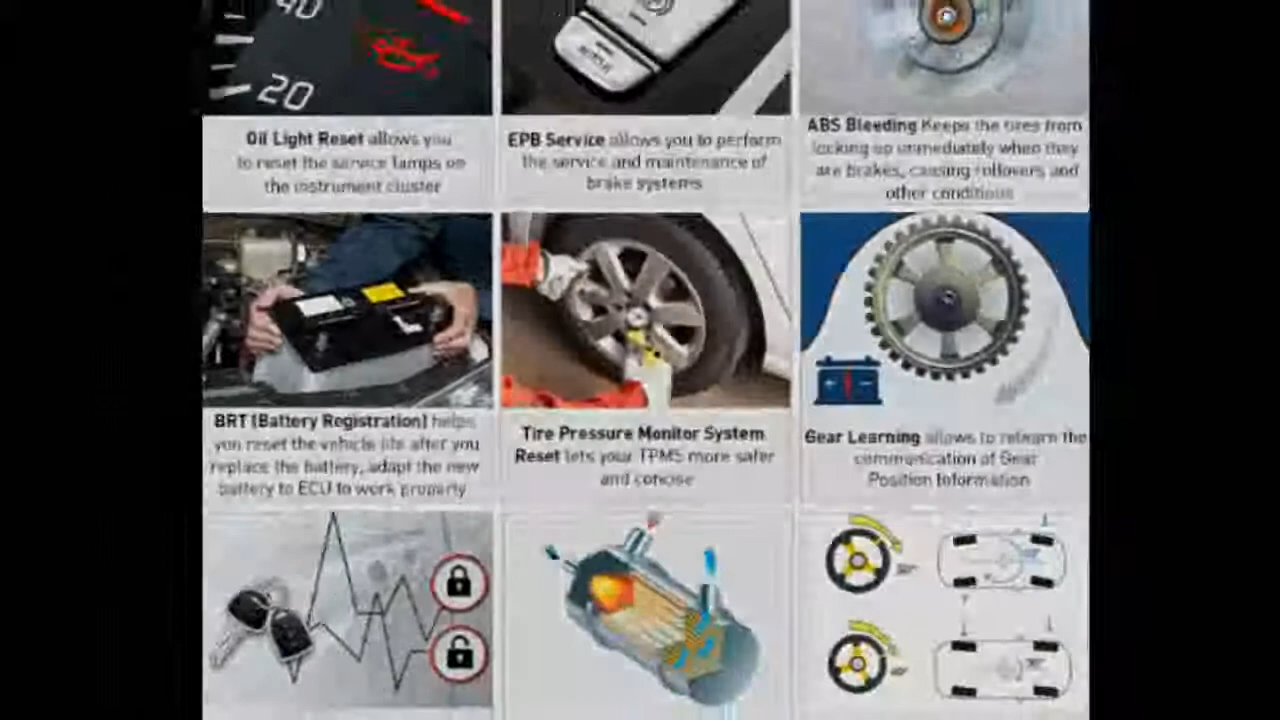 40
20
Oil Light Reset allows you
to reset the service lamps on
the instrument cluster
EPB Service allows you to perform
the service and maintenance of
brake systems
ABS Bleeding Keeps the tires from
locking up immediately when they
are brakes, causing rollovers and
other conditions
BRT (Battery Registration) helps
you reset the vehicle life after you
replace the battery, adapt the new
battery to ECU to work properly
Tire Pressure Monitor System
Reset lets your TPMS more safer
and concise
Gear Learning allows to relearn the
communication of Gear
Position Information